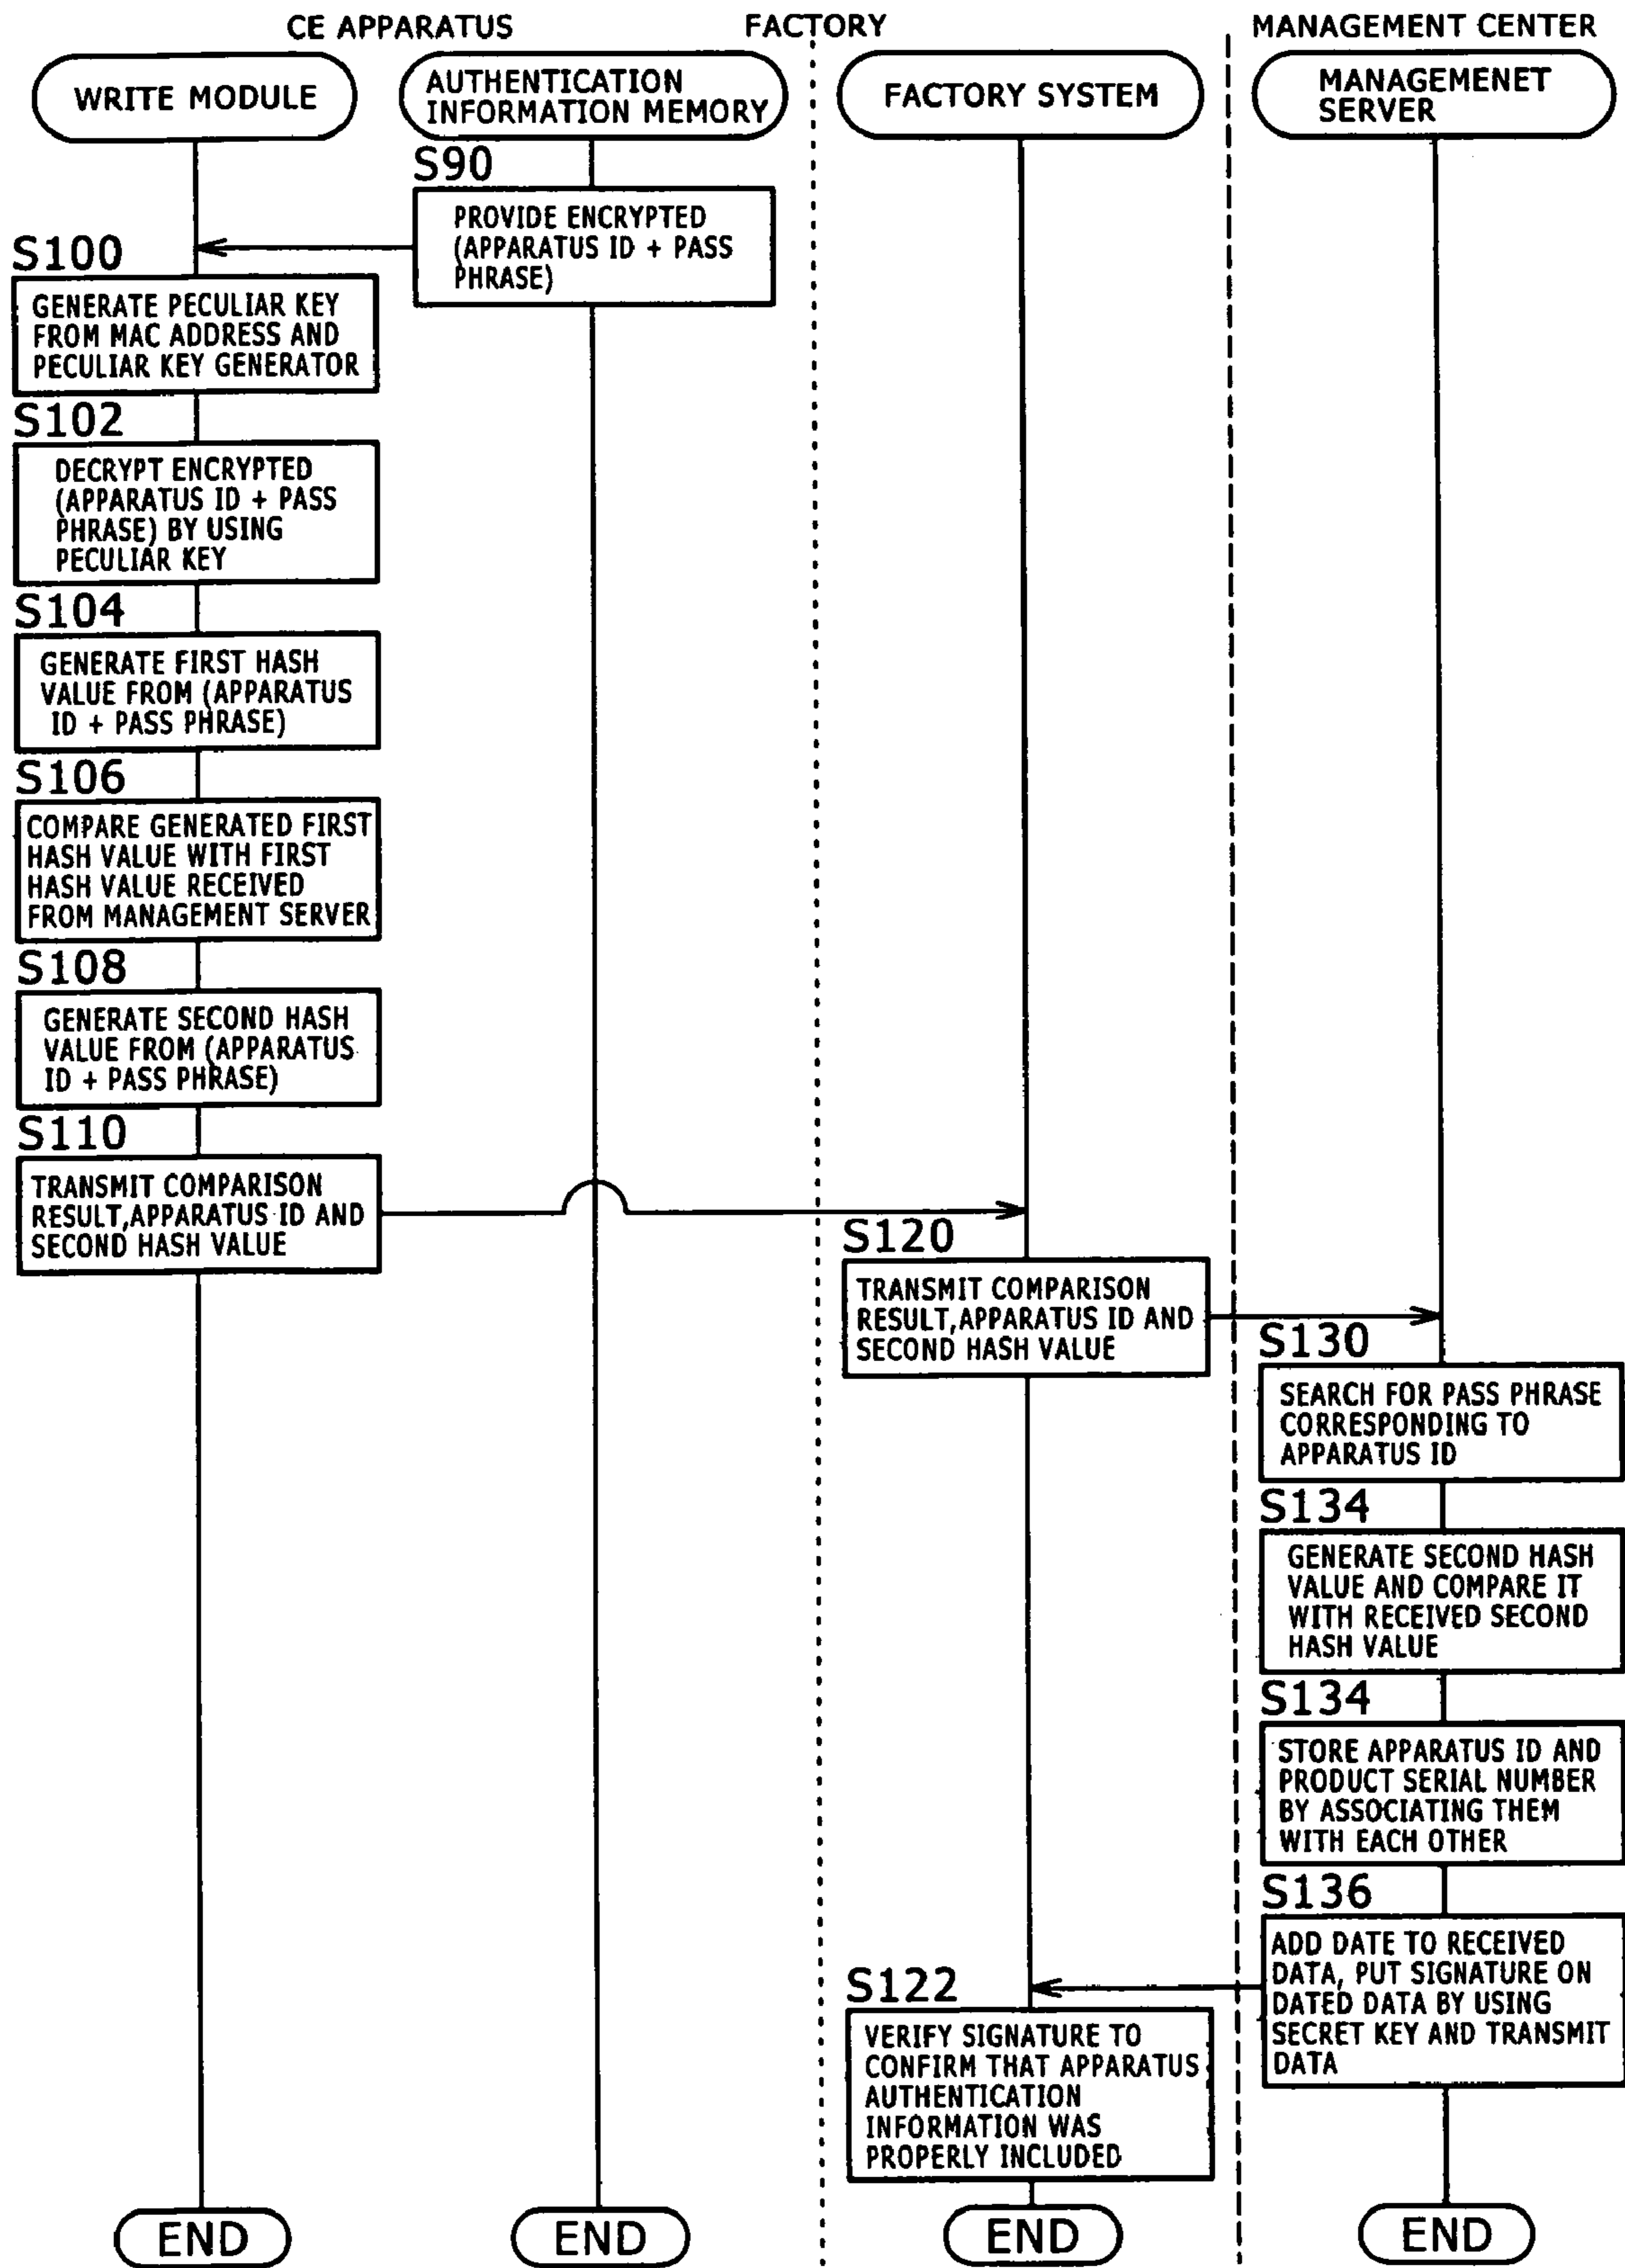 CE APPARATUS
FACTORY
MANAGEMENT CENTER
WRITE MODULE
AUTHENTICATION
INFORMATION MEMORY
FACTORY SYSTEM
MANAGEMENET
SERVER
S90
PROVIDE ENCRYPTED
(APPARATUS ID + PASS
PHRASE)
S100
GENERATE PECULIAR KEY
FROM MAC ADDRESS AND
PECULIAR KEY GENERATOR
S102
DECRYPT ENCRYPTED
(APPARATUS ID + PASS
PHRASE) BY USING
PECULIAR KEY
S104
GENERATE FIRST HASH
VALUE FROM (APPARATUS
ID + PASS PHRASE)
S106
COMPARE GENERATED FIRST
HASH VALUE WITH FIRST
HASH VALUE RECEIVED
FROM MANAGEMENT SERVER
S108
GENERATE SECOND HASH
VALUE FROM (APPARATUS
ID + PASS PHRASE)
S110
TRANSMIT COMPARISON
RESULT,APPARATUS ID AND
SECOND HASH VALUE
S120
TRANSMIT COMPARISON
RESULT,APPARATUS ID AND
SECOND HASH VALUE
S130
SEARCH FOR PASS PHRASE
CORRESPONDING TO
APPARATUS ID
S134
GENERATE SECOND HASH
VALUE AND COMPARE IT
WITH RECEIVED SECOND
HASH VALUE
S134
STORE APPARATUS ID AND
PRODUCT SERIAL NUMBER
BY ASSOCIATING THEM
WITH EACH OTHER
S136
ADD DATE TO RECEIVED
DATA, PUT SIGNATURE ON
DATED DATA BY USING
SECRET KEY AND TRANSMIT
DATA
S122
VERIFY SIGNATURE TO
CONFIRM THAT APPARATUS
AUTHENTICATION
INFORMATION WAS
PROPERLY INCLUDED
END
END
END
END